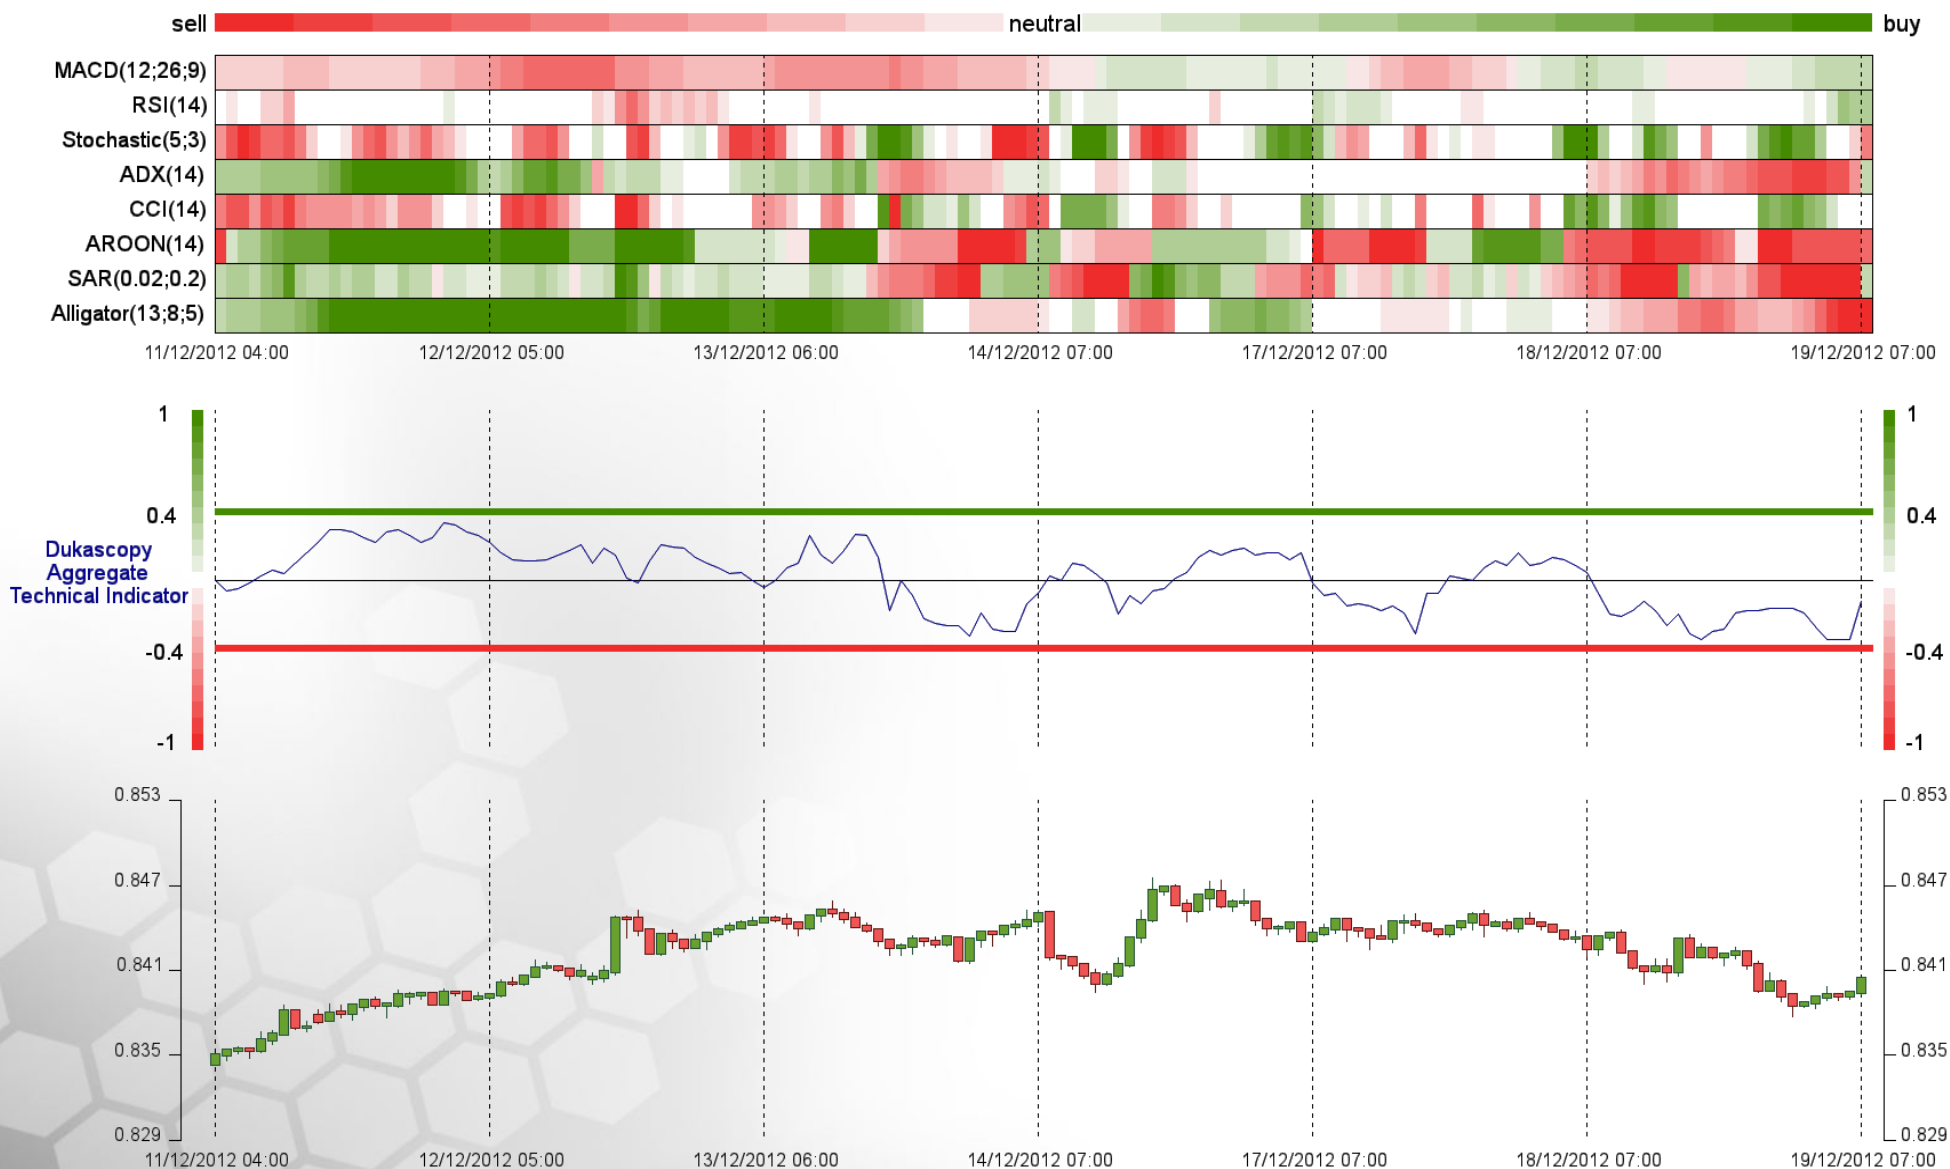 sell neutral buy
MACD(12;26;9)
RSI(14)
Stochastic(5;3)
ADX(14)
CCI(14)
AROON(14)
SAR(0.02;0.2)
Alligator(13;8;5)
11/12/2012 04:00 12/12/2012 05:00 13/12/2012 06:00 14/12/2012 07:00 17/12/2012 07:00 18/12/2012 07:00 19/12/2012 07:00
1 1
0.4 0.4
Dukascopy
Aggregate
Technical Indicator
-0.4 -0.4
-1 -1
0.853 0.853
0.847 0.847
0.841 0.841
0.835 0.835
0.829 0.829
11/12/2012 04:00 12/12/2012 05:00 13/12/2012 06:00 14/12/2012 07:00 17/12/2012 07:00 18/12/2012 07:00 19/12/2012 07:00